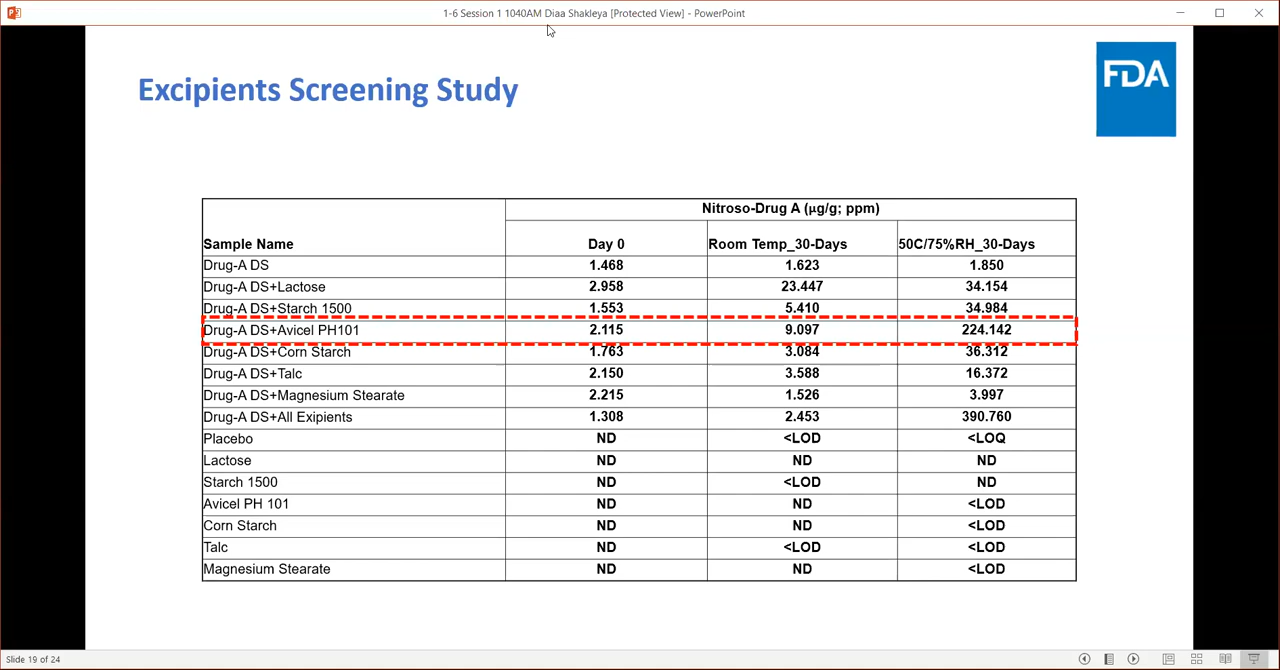 1-6 Session 1 1040AM Diaa Shakleya [Protected View] - PowerPoint
Excipients Screening Study
FDA
Nitroso-Drug A (µg/g; ppm)
Sample Name Day 0 Room Temp_30-Days 50C/75%RH_30-Days
Drug-A DS 1.468 1.623 1.850
Drug-A DS+Lactose 2.958 23.447 34.154
Drug-A DS+Starch 1500 1.553 5.410 34.984
Drug-A DS+Avicel PH101 2.115 9.097 224.142
Drug-A DS+Corn Starch 1.763 3.084 36.312
Drug-A DS+Talc 2.150 3.588 16.372
Drug-A DS+Magnesium Stearate 2.215 1.526 3.997
Drug-A DS+All Exipients 1.308 2.453 390.760
Placebo ND <LOD <LOQ
Lactose ND ND ND
Starch 1500 ND <LOD ND
Avicel PH 101 ND ND <LOD
Corn Starch ND ND <LOD
Talc ND <LOD <LOD
Magnesium Stearate ND ND <LOD
Slide 19 of 24